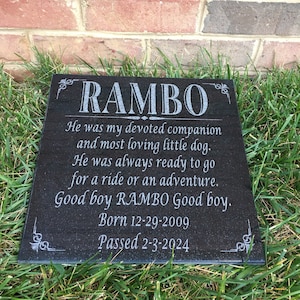 RAMBO
He was my devoted companion
and most loving little dog.
He was always ready to go
for a ride or an adventure.
Good boy RAMBO Good boy.
Born 12-29-2009
Passed 2-3-2024